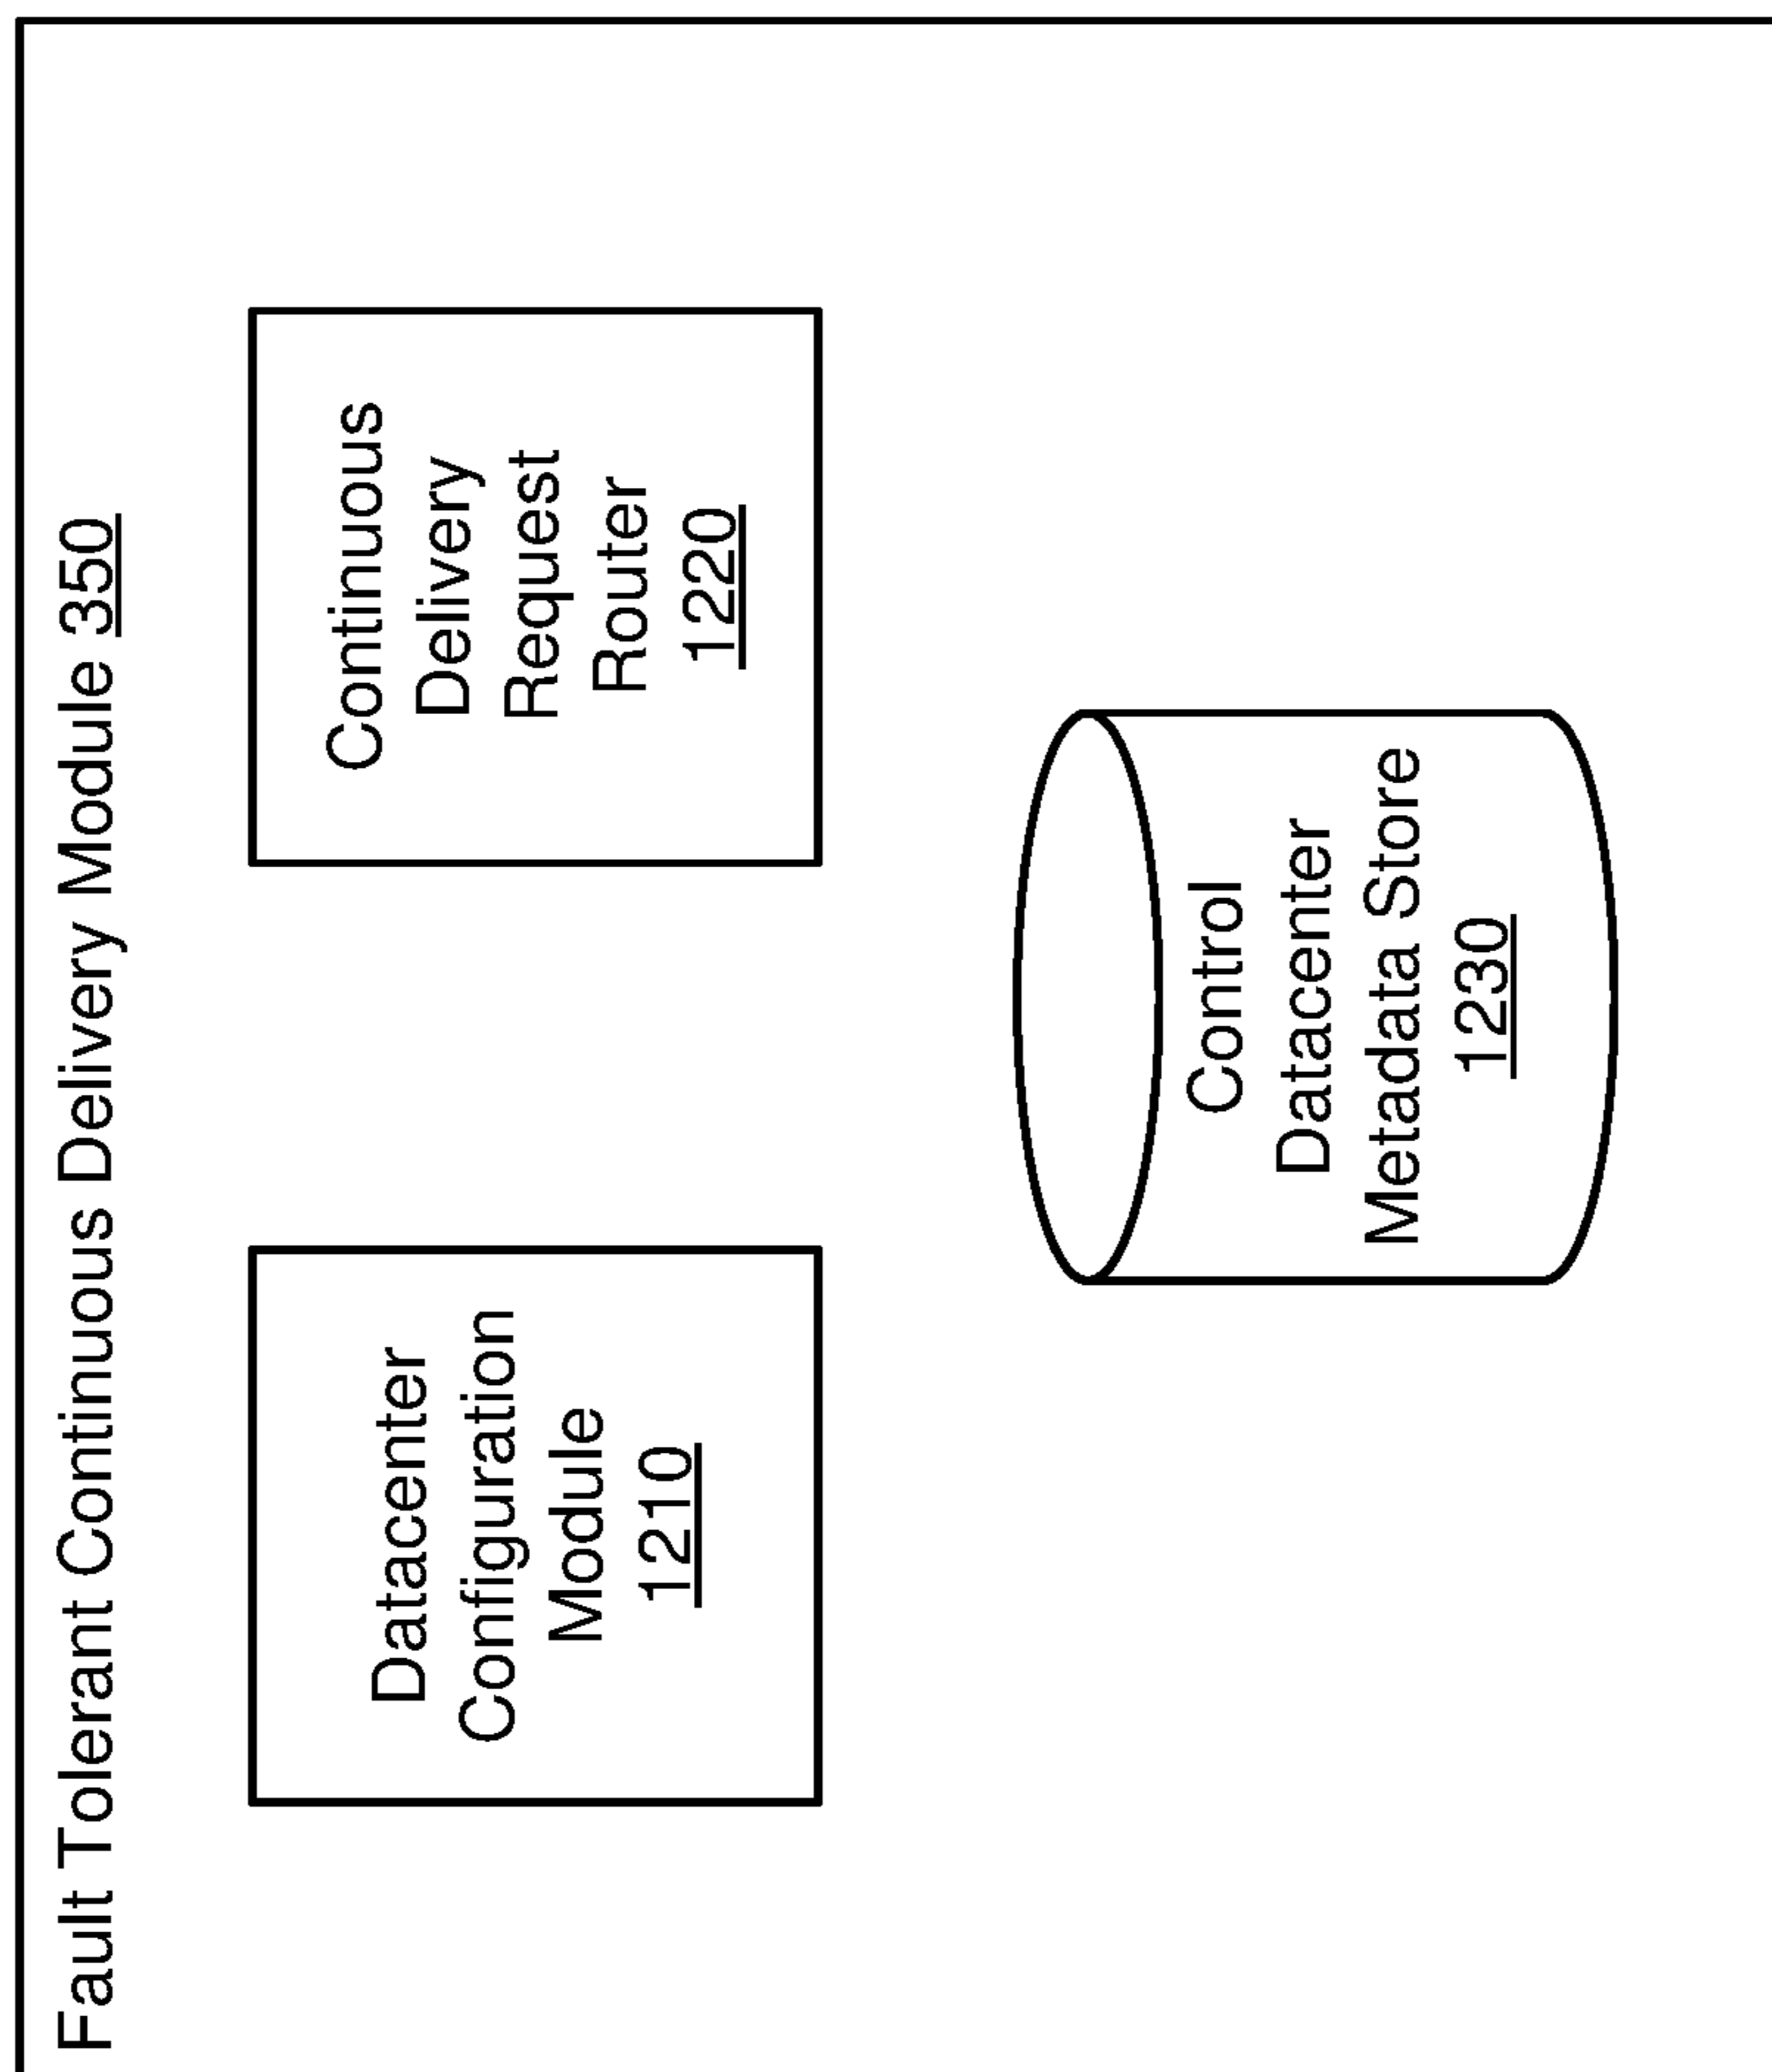 Fault Tolerant Continuous Delivery Module 350
Datacenter
Configuration
Module
1210
Continuous
Delivery
Request
Router
1220
Control
Datacenter
Metadata Store
1230